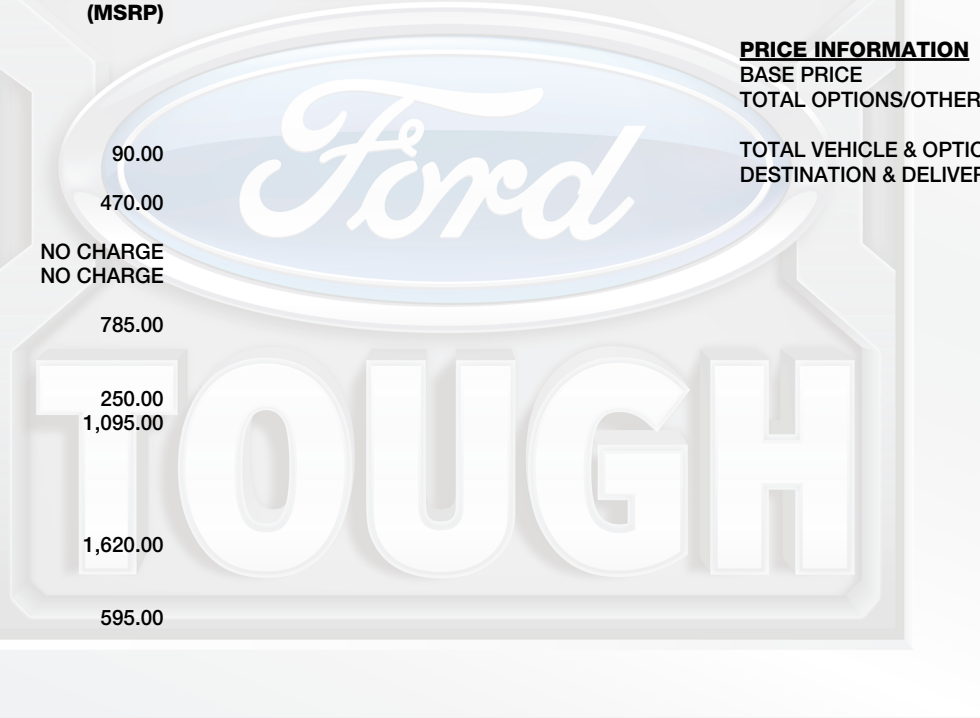 (MSRP)
90.00
470.00
NO CHARGE
NO CHARGE
785.00
250.00
1,095.00
1,620.00
595.00
PRICE INFORMATION
BASE PRICE
TOTAL OPTIONS/OTHER
TOTAL VEHICLE & OPTIO
DESTINATION & DELIVER
Ford
TOUGH